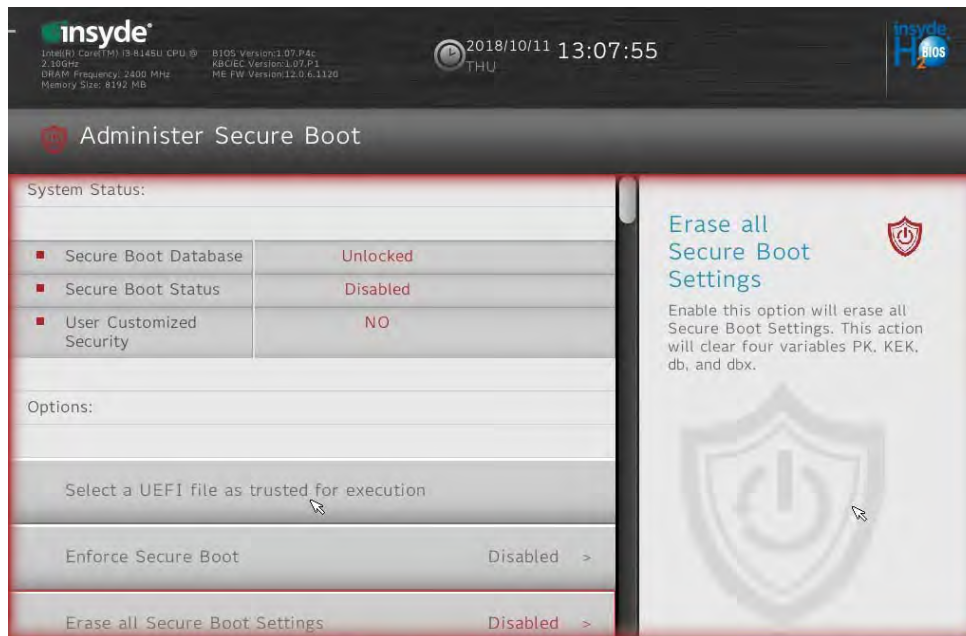 insyde®
Intel(R) Core(TM) i3-8145U CPU @
2.10GHz
DRAM Frequency: 2400 MHz
Memory Size: 8192 MB
BIOS Version:1.07.P4c
KBC/EC Version:1.07.P1
ME FW Version:12.0.6.1120
2018/10/11 13:07:55
THU
insyde
H2O BIOS
Administer Secure Boot
System Status:
Secure Boot Database Unlocked
Secure Boot Status Disabled
User Customized
Security NO
Options:
Select a UEFI file as trusted for execution
Enforce Secure Boot Disabled >
Erase all Secure Boot Settings Disabled >
Erase all
Secure Boot
Settings
Enable this option will erase all
Secure Boot Settings. This action
will clear four variables PK, KEK,
db, and dbx.